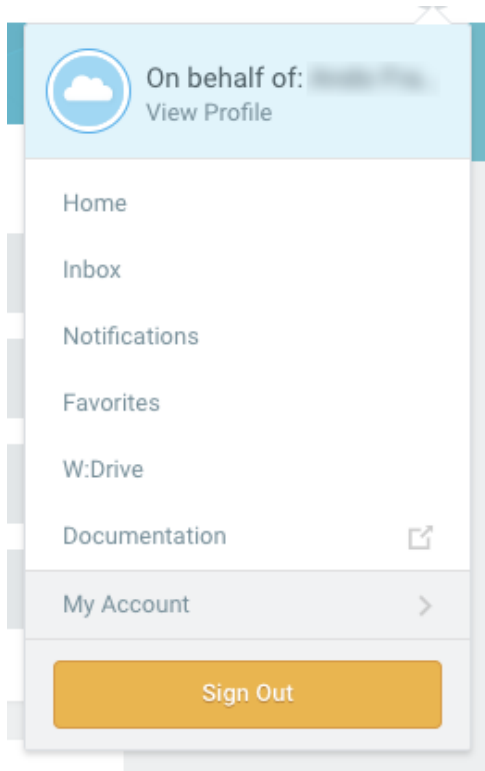 On behalf of:
View Profile
Home
Inbox
Notifications
Favorites
W:Drive
Documentation
My Account
Sign Out